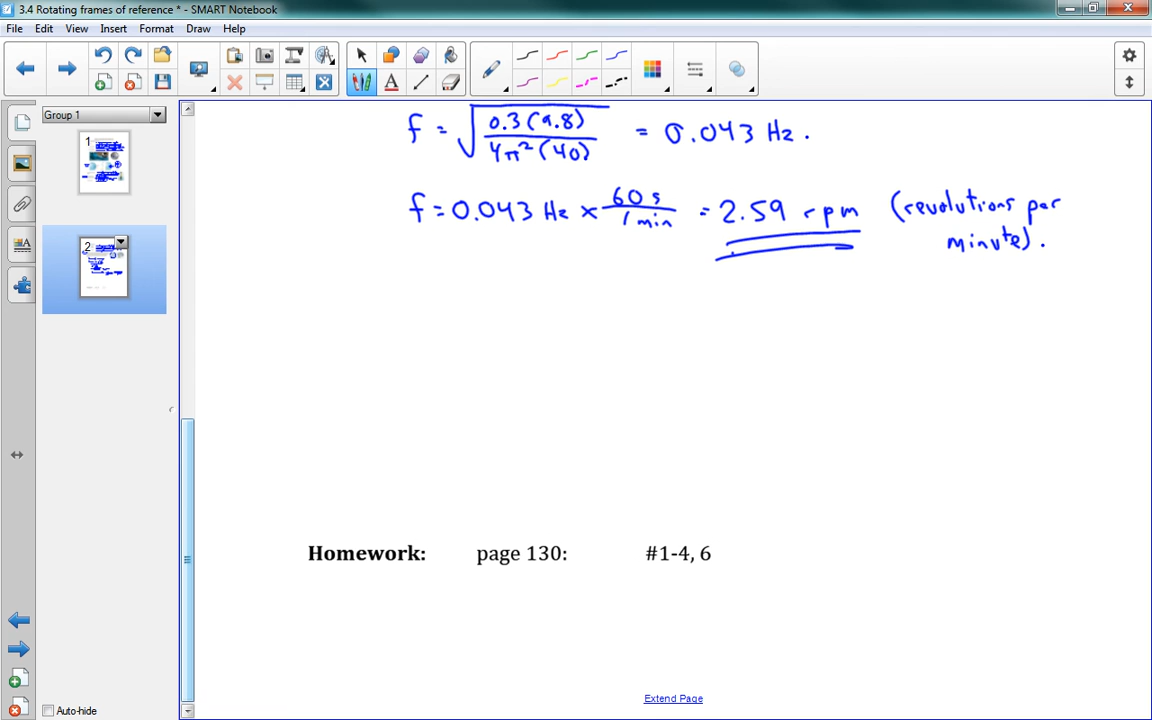 3.4 Rotating frames of reference * - SMART Notebook
File Edit View Insert Format Draw Help
Group 1
1
2
f = √(0.3(9.8) / 4π²(40)) = 0.043 Hz.
f = 0.043 Hz × 60 s / 1 min = 2.59 rpm (revolutions per
minute).
Homework: page 130: #1-4, 6
Extend Page
Auto-hide